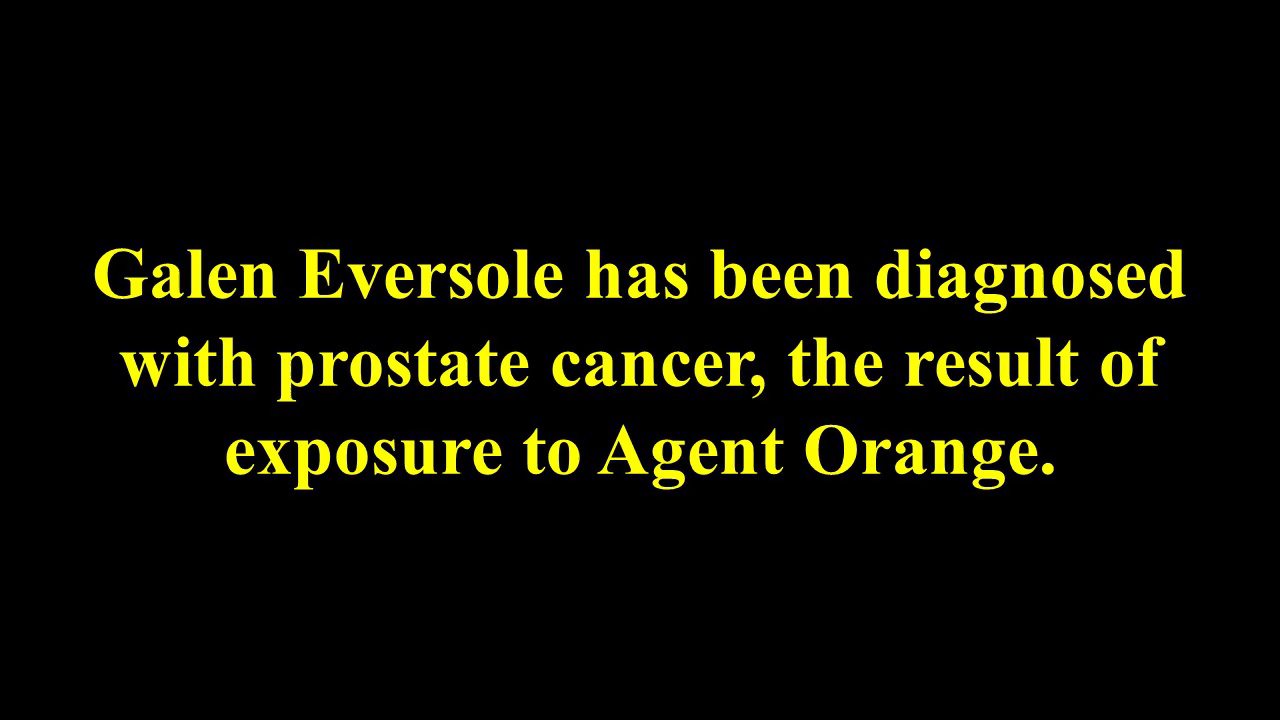 Galen Eversole has been diagnosed
with prostate cancer, the result of
exposure to Agent Orange.